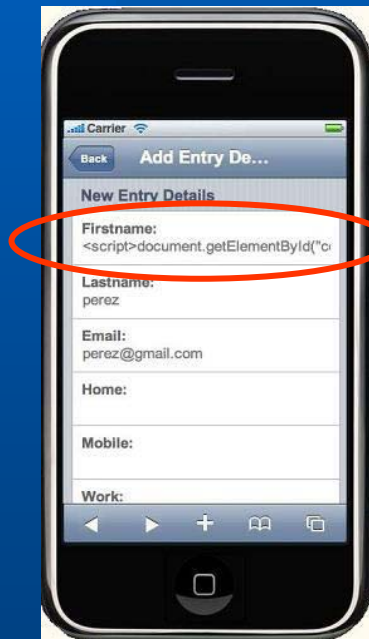 Carrier
Back
Add Entry De...
New Entry Details
Firstname:
<script>document.getElementById("c
Lastname:
perez
Email:
perez@gmail.com
Home:
Mobile:
Work: